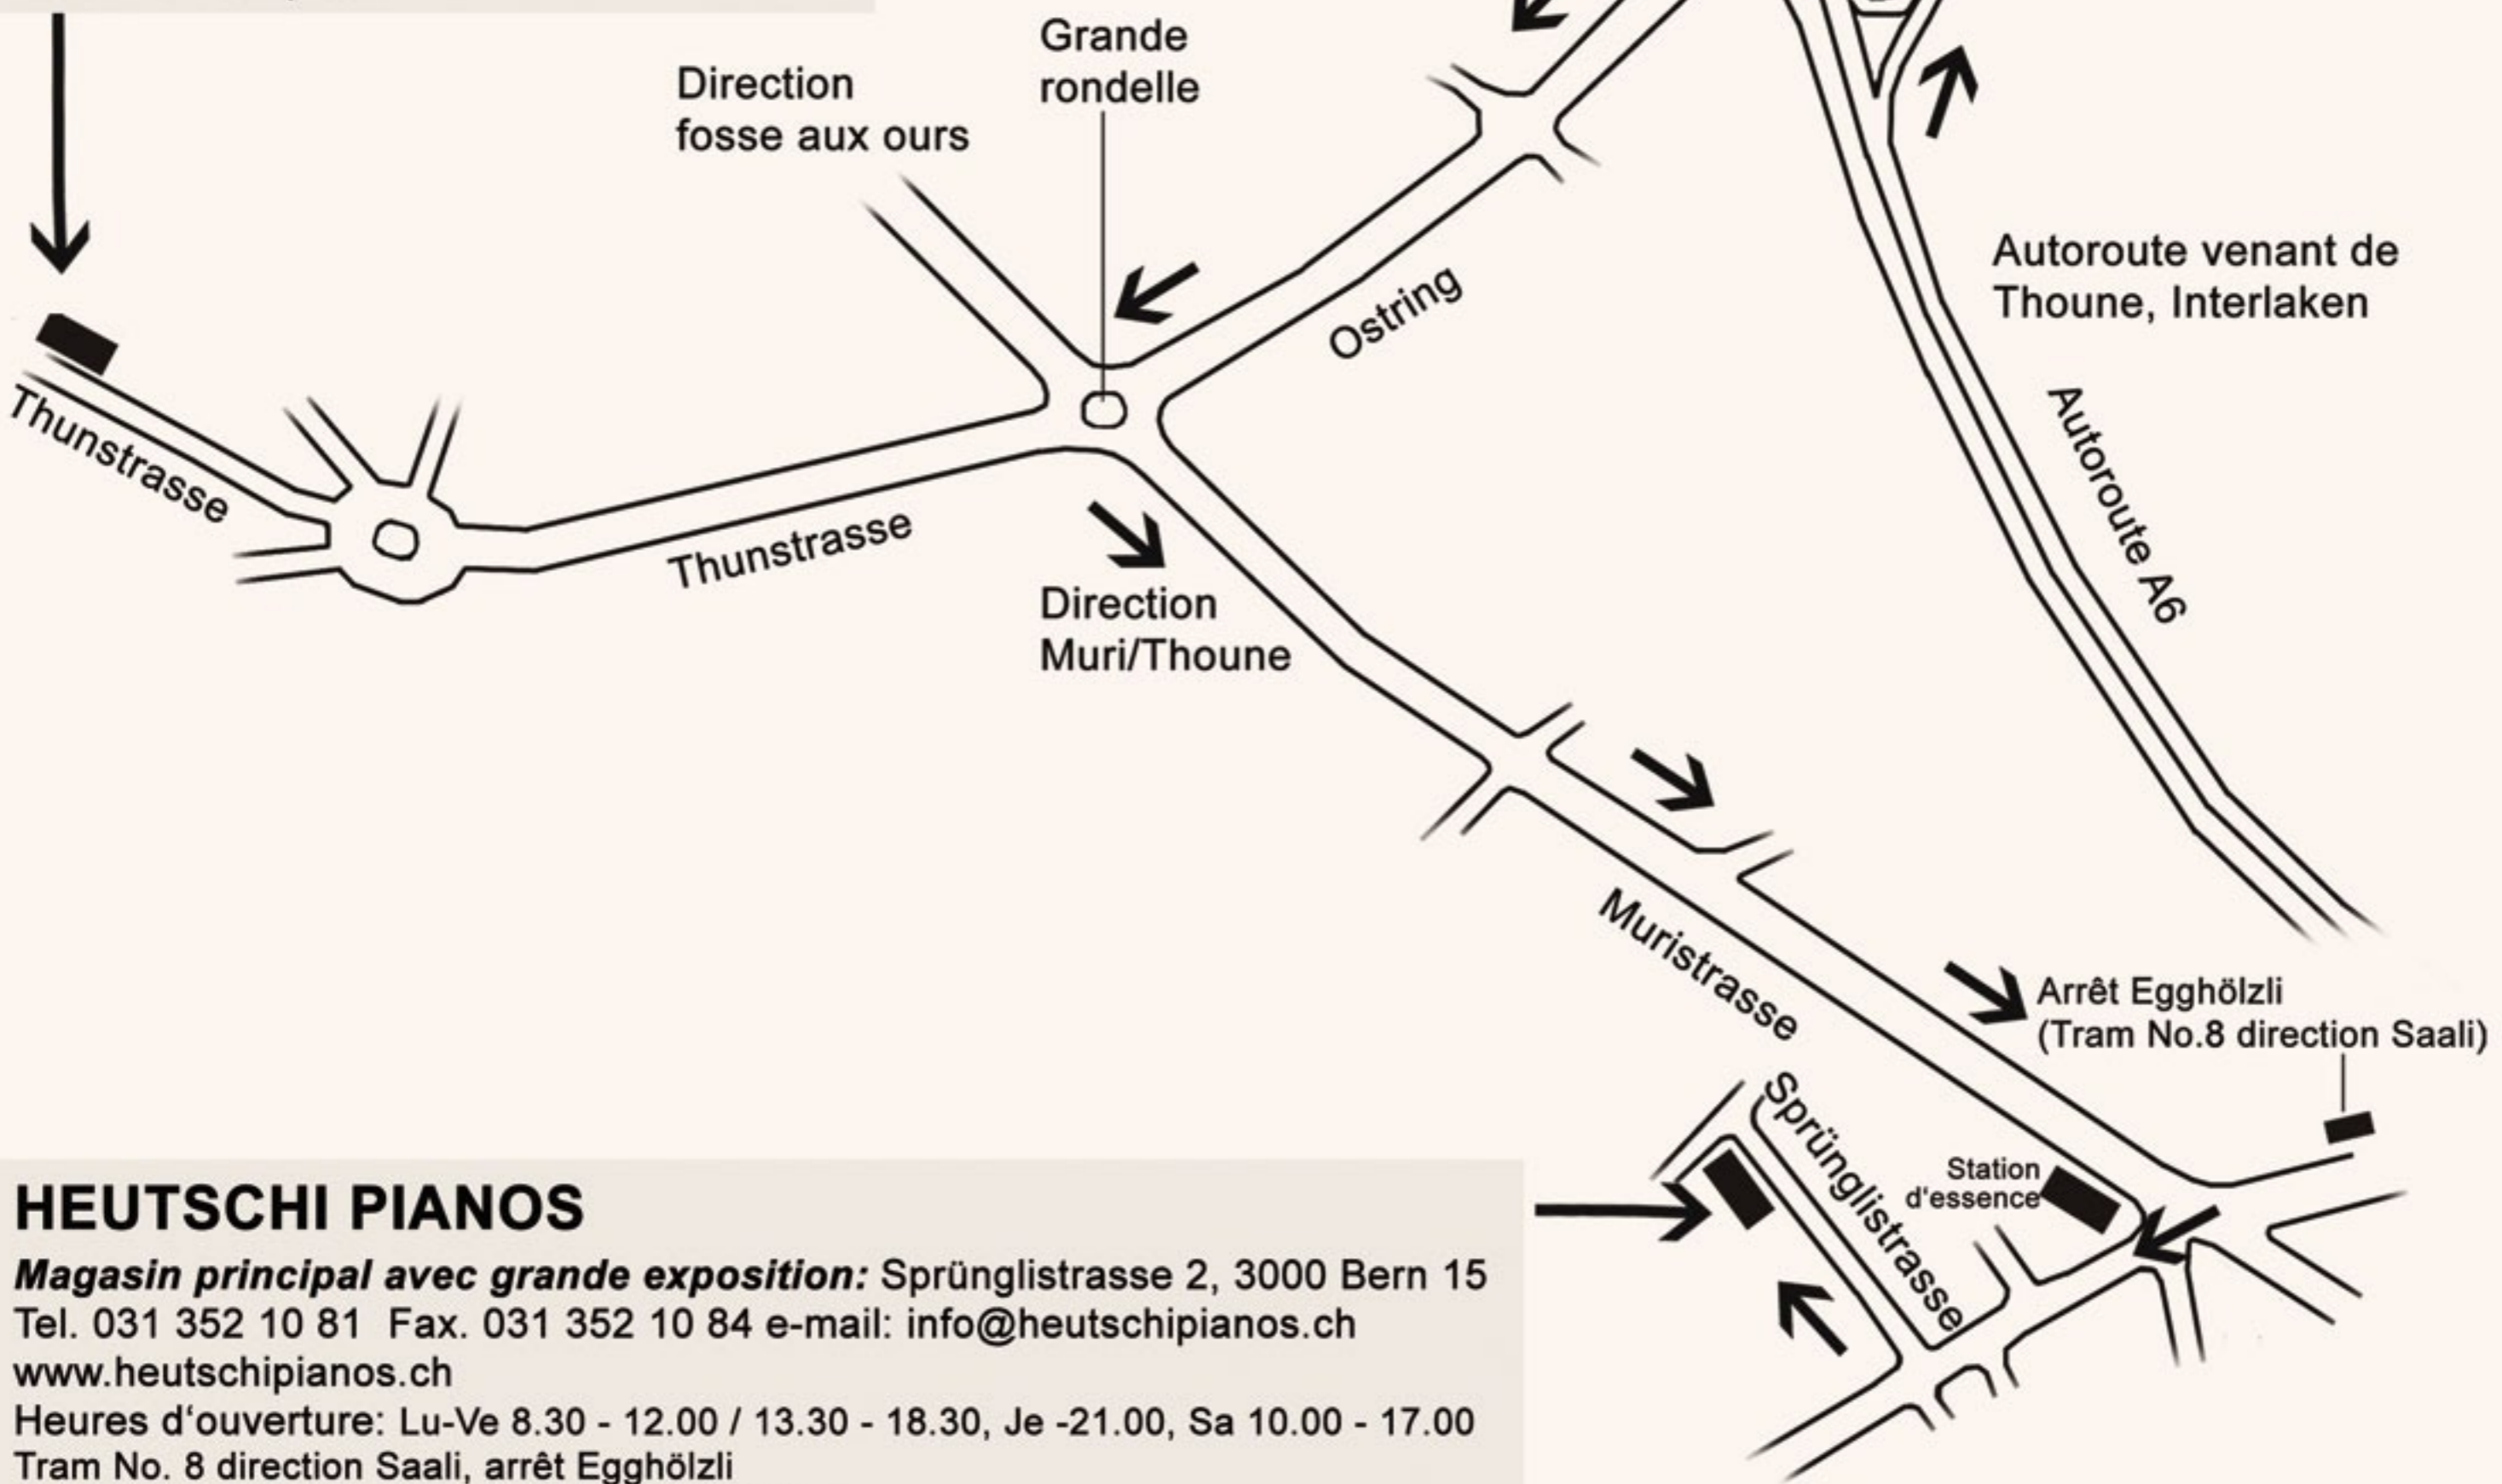 Grande
rondelle
Direction
fosse aux ours
Ostring
Autoroute venant de
Thoune, Interlaken
Autoroute A6
Thunstrasse
Thunstrasse
Direction
Muri/Thoune
Muristrasse
Arrêt Egghölzli
(Tram No.8 direction Saali)
Sprünglistrasse
Station
d'essence
HEUTSCHI PIANOS
Magasin principal avec grande exposition: Sprünglistrasse 2, 3000 Bern 15
Tel. 031 352 10 81 Fax. 031 352 10 84 e-mail: info@heutschipianos.ch
www.heutschipianos.ch
Heures d‘ouverture: Lu-Ve 8.30 - 12.00 / 13.30 - 18.30, Je -21.00, Sa 10.00 - 17.00
Tram No. 8 direction Saali, arrêt Egghölzli